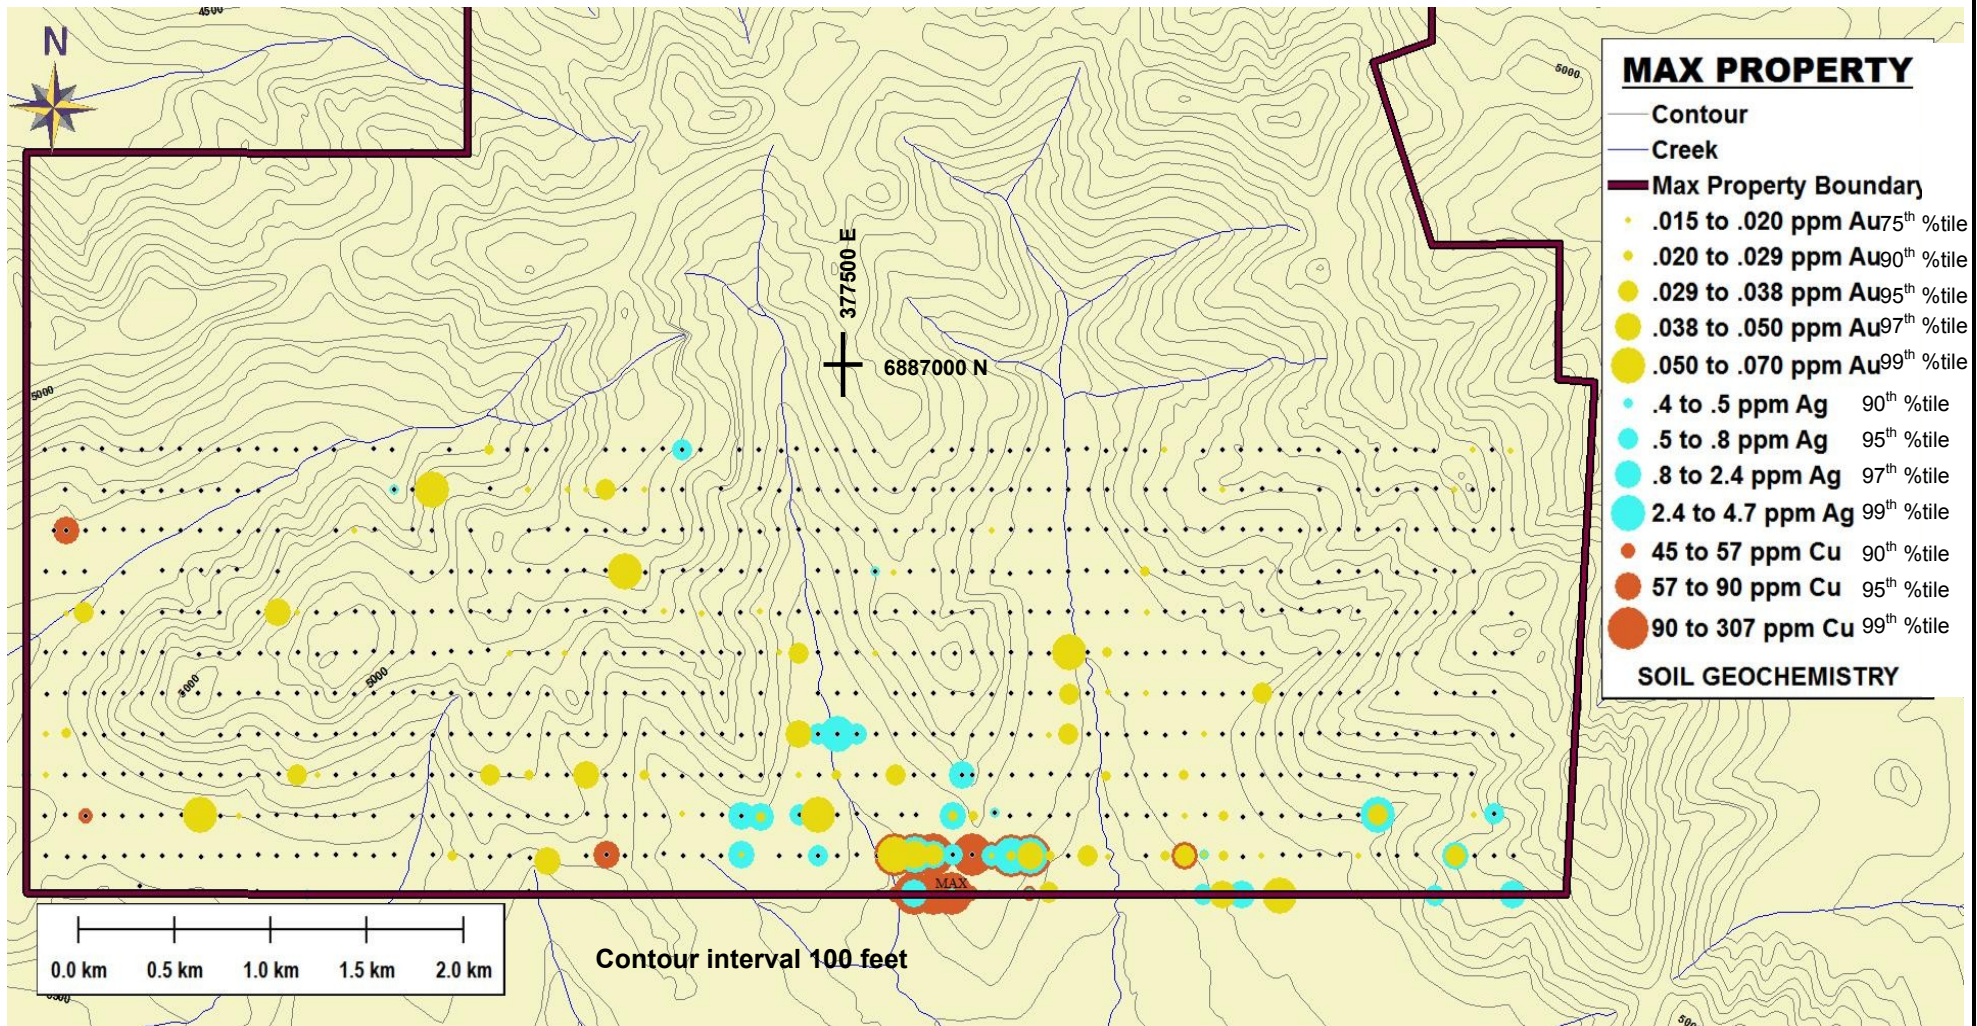 4500
N
5000
MAX PROPERTY
Contour
Creek
Max Property Boundary
.015 to .020 ppm Au 75th %tile
.020 to .029 ppm Au 90th %tile
.029 to .038 ppm Au 95th %tile
.038 to .050 ppm Au 97th %tile
.050 to .070 ppm Au 99th %tile
.4 to .5 ppm Ag 90th %tile
.5 to .8 ppm Ag 95th %tile
.8 to 2.4 ppm Ag 97th %tile
2.4 to 4.7 ppm Ag 99th %tile
45 to 57 ppm Cu 90th %tile
57 to 90 ppm Cu 95th %tile
90 to 307 ppm Cu 99th %tile
SOIL GEOCHEMISTRY
377500 E
6887000 N
5000
5000
MAX
0.0 km 0.5 km 1.0 km 1.5 km 2.0 km
Contour interval 100 feet